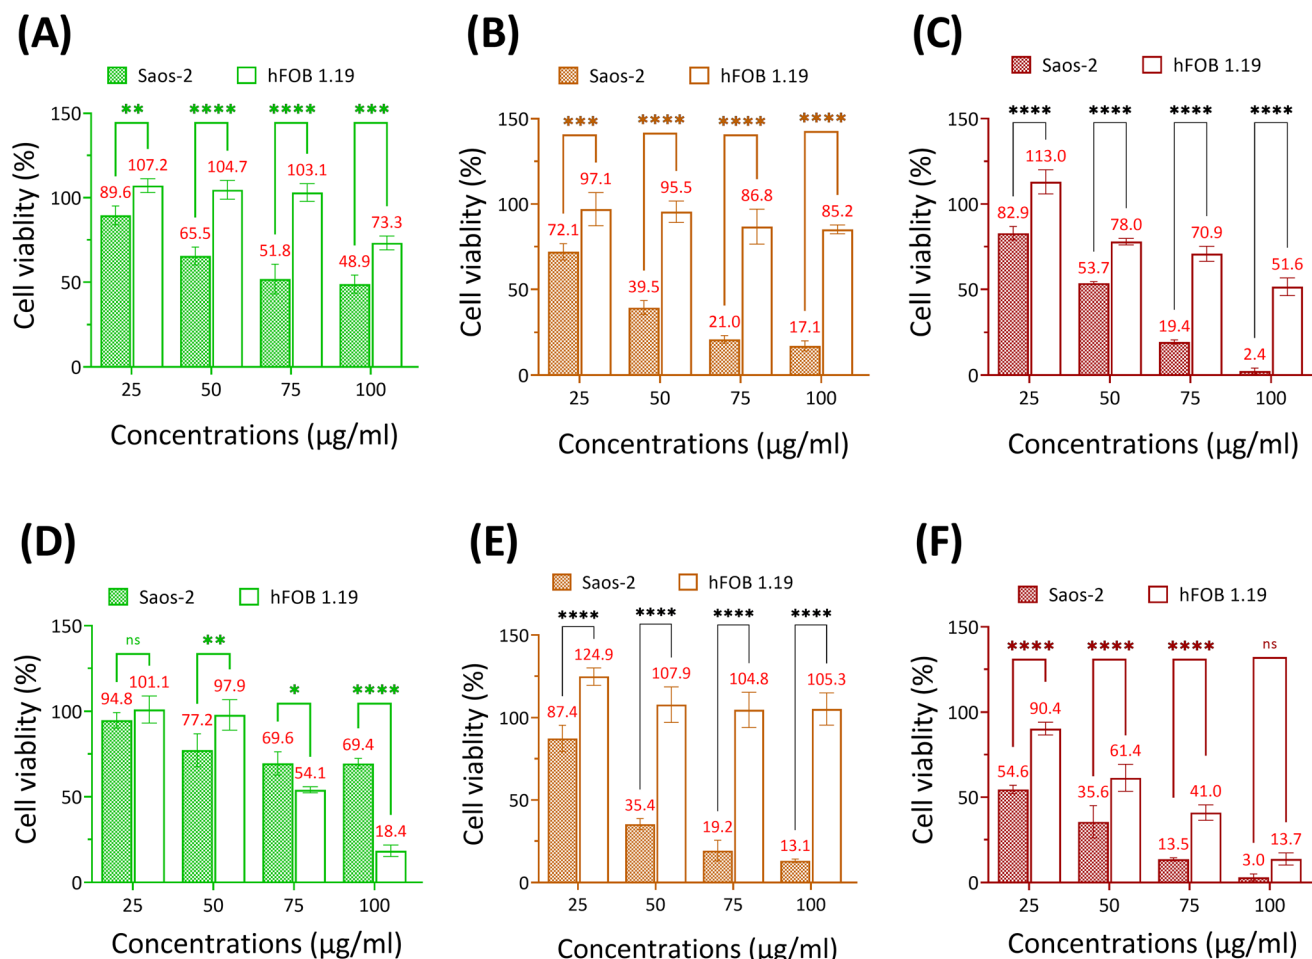 (A)
Saos-2 hFOB 1.19
** **** **** ***
Cell viablity (%)
150
100
50
0
89.6 107.2 65.5 104.7 51.8 103.1 48.9 73.3
25 50 75 100
Concentrations (µg/ml)
(B)
Saos-2 hFOB 1.19
*** **** **** ****
Cell viablity (%)
150
100
50
0
72.1 97.1 39.5 95.5 21.0 86.8 17.1 85.2
25 50 75 100
Concentrations (µg/ml)
(C)
Saos-2 hFOB 1.19
**** **** **** ****
Cell viablity (%)
150
100
50
0
82.9 113.0 53.7 78.0 19.4 70.9 2.4 51.6
25 50 75 100
Concentrations (µg/ml)
(D)
Saos-2 hFOB 1.19
ns ** * ****
Cell viablity (%)
150
100
50
0
94.8 101.1 77.2 97.9 69.6 54.1 69.4 18.4
25 50 75 100
Concentrations (µg/ml)
(E)
Saos-2 hFOB 1.19
**** **** **** ****
Cell viablity (%)
150
100
50
0
87.4 124.9 35.4 107.9 19.2 104.8 13.1 105.3
25 50 75 100
Concentrations (µg/ml)
(F)
Saos-2 hFOB 1.19
**** **** **** ns
Cell viablity (%)
150
100
50
0
54.6 90.4 35.6 61.4 13.5 41.0 3.0 13.7
25 50 75 100
Concentrations (µg/ml)